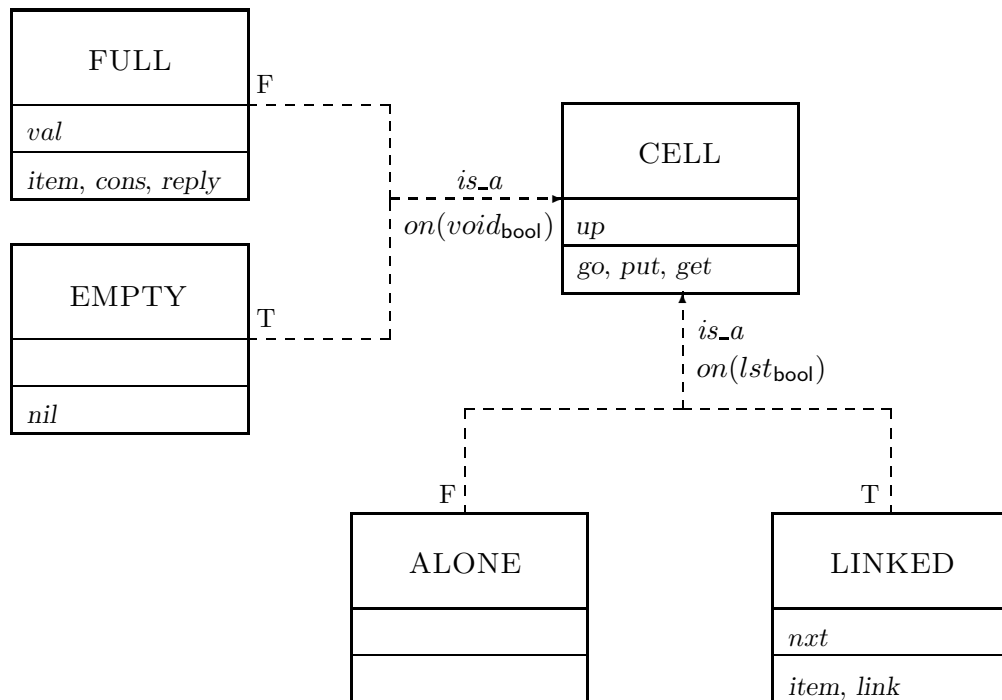 FULL
F
val
item, cons, reply
EMPTY
T
nil
is_a
on(void_bool)
CELL
up
go, put, get
is_a
on(lst_bool)
F
T
ALONE
LINKED
nxt
item, link